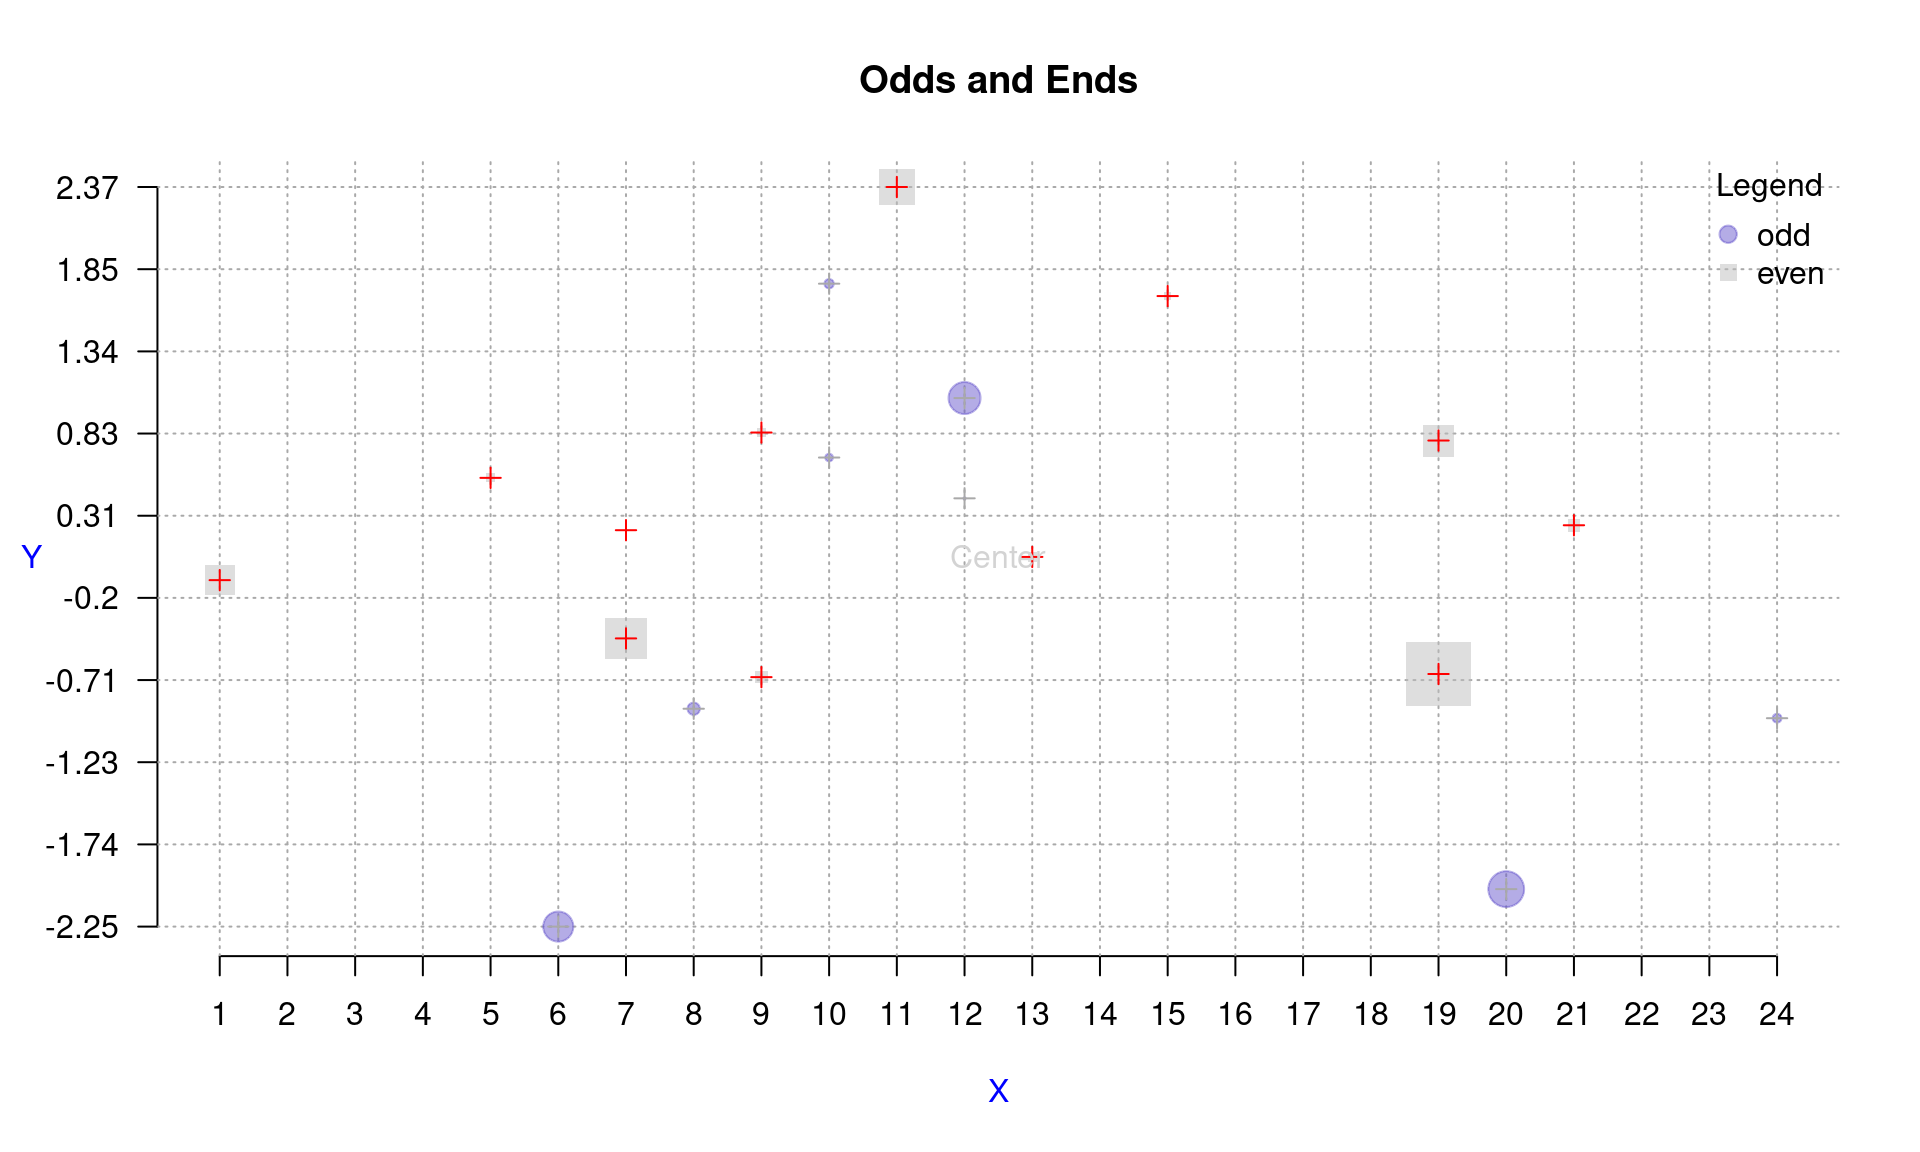 Odds and Ends
Legend
odd
even
2.37
1.85
1.34
0.83
0.31
-0.2
-0.71
-1.23
-1.74
-2.25
Y
Center
1 2 3 4 5 6 7 8 9 10 11 12 13 14 15 16 17 18 19 20 21 22 23 24
X